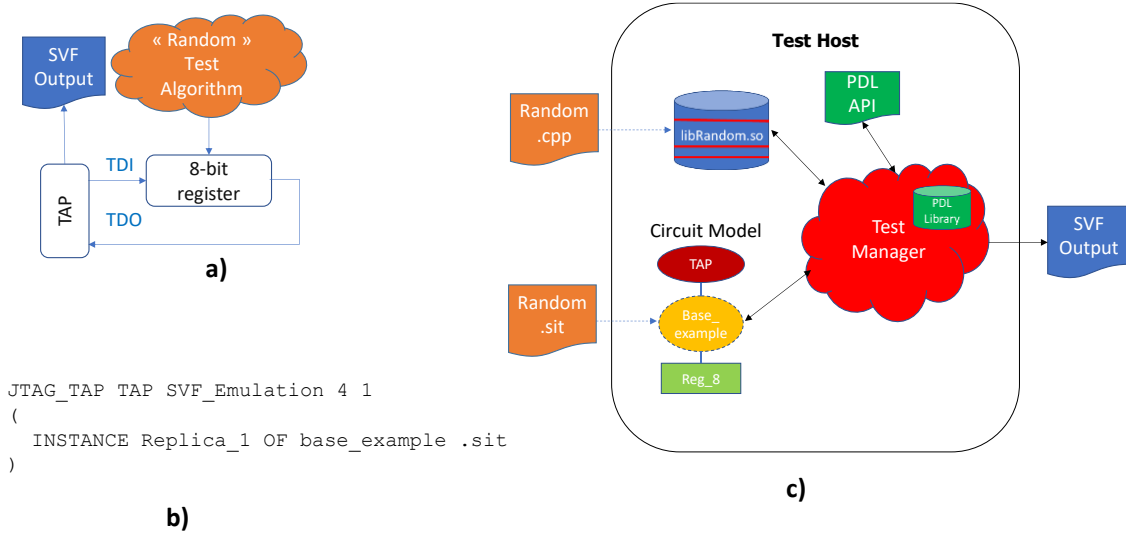 SVF
Output
« Random »
Test
Algorithm
TDI
8-bit
register
TAP
TDO
a)
JTAG_TAP TAP SVF_Emulation 4 1
(
INSTANCE Replica_1 OF base_example .sit
)
b)
Test Host
Random
.cpp
libRandom.so
PDL
API
PDL
Library
Test
Manager
SVF
Output
Circuit Model
TAP
Random
.sit
Base_
example
Reg_8
c)